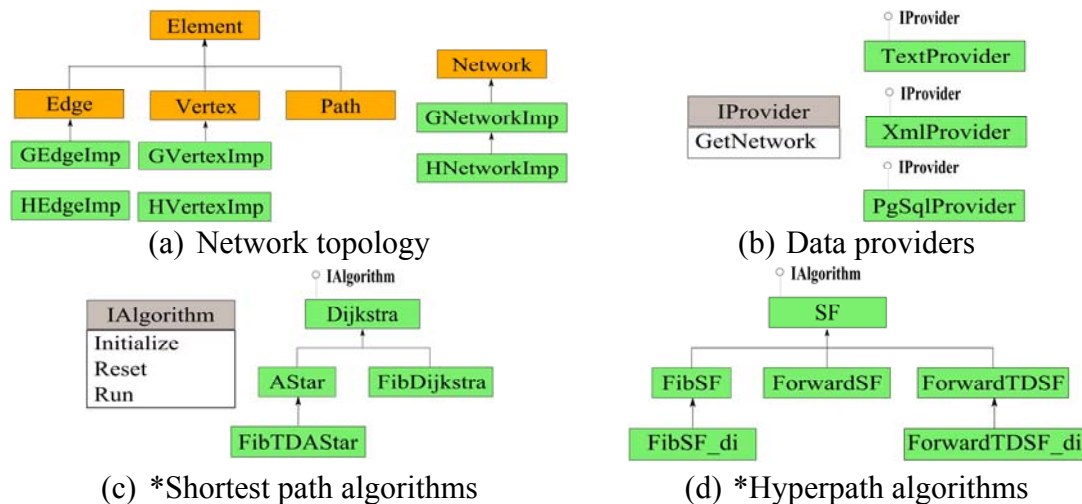 Element
Edge
Vertex
Path
GEdgeImp
GVertexImp
HEdgeImp
HVertexImp
Network
GNetworkImp
HNetworkImp
(a) Network topology
IProvider
GetNetwork
IProvider
TextProvider
IProvider
XmlProvider
IProvider
PgSqlProvider
(b) Data providers
IAlgorithm
Initialize
Reset
Run
IAlgorithm
Dijkstra
AStar
FibDijkstra
FibTDAStar
(c) *Shortest path algorithms
IAlgorithm
SF
FibSF
ForwardSF
ForwardTDSF
FibSF_di
ForwardTDSF_di
(d) *Hyperpath algorithms